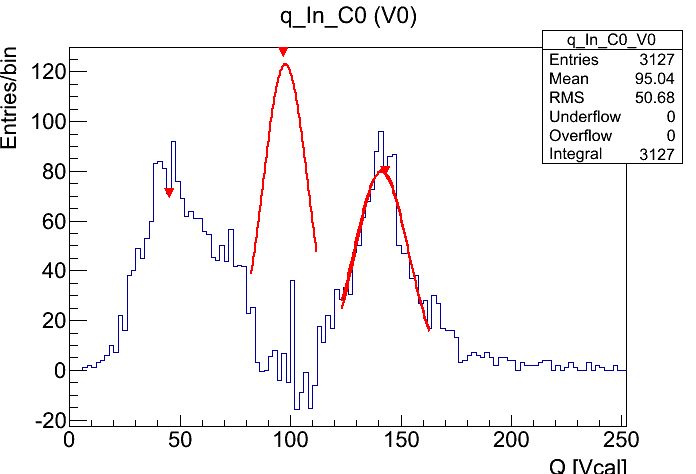 q_In_C0 (V0)
q_In_C0_V0
Entries 3127
Mean 95.04
RMS 50.68
Underflow 0
Overflow 0
Integral 3127
Entries/bin
120
100
80
60
40
20
0
-20
0 50 100 150 200 250
Q [Vcal]